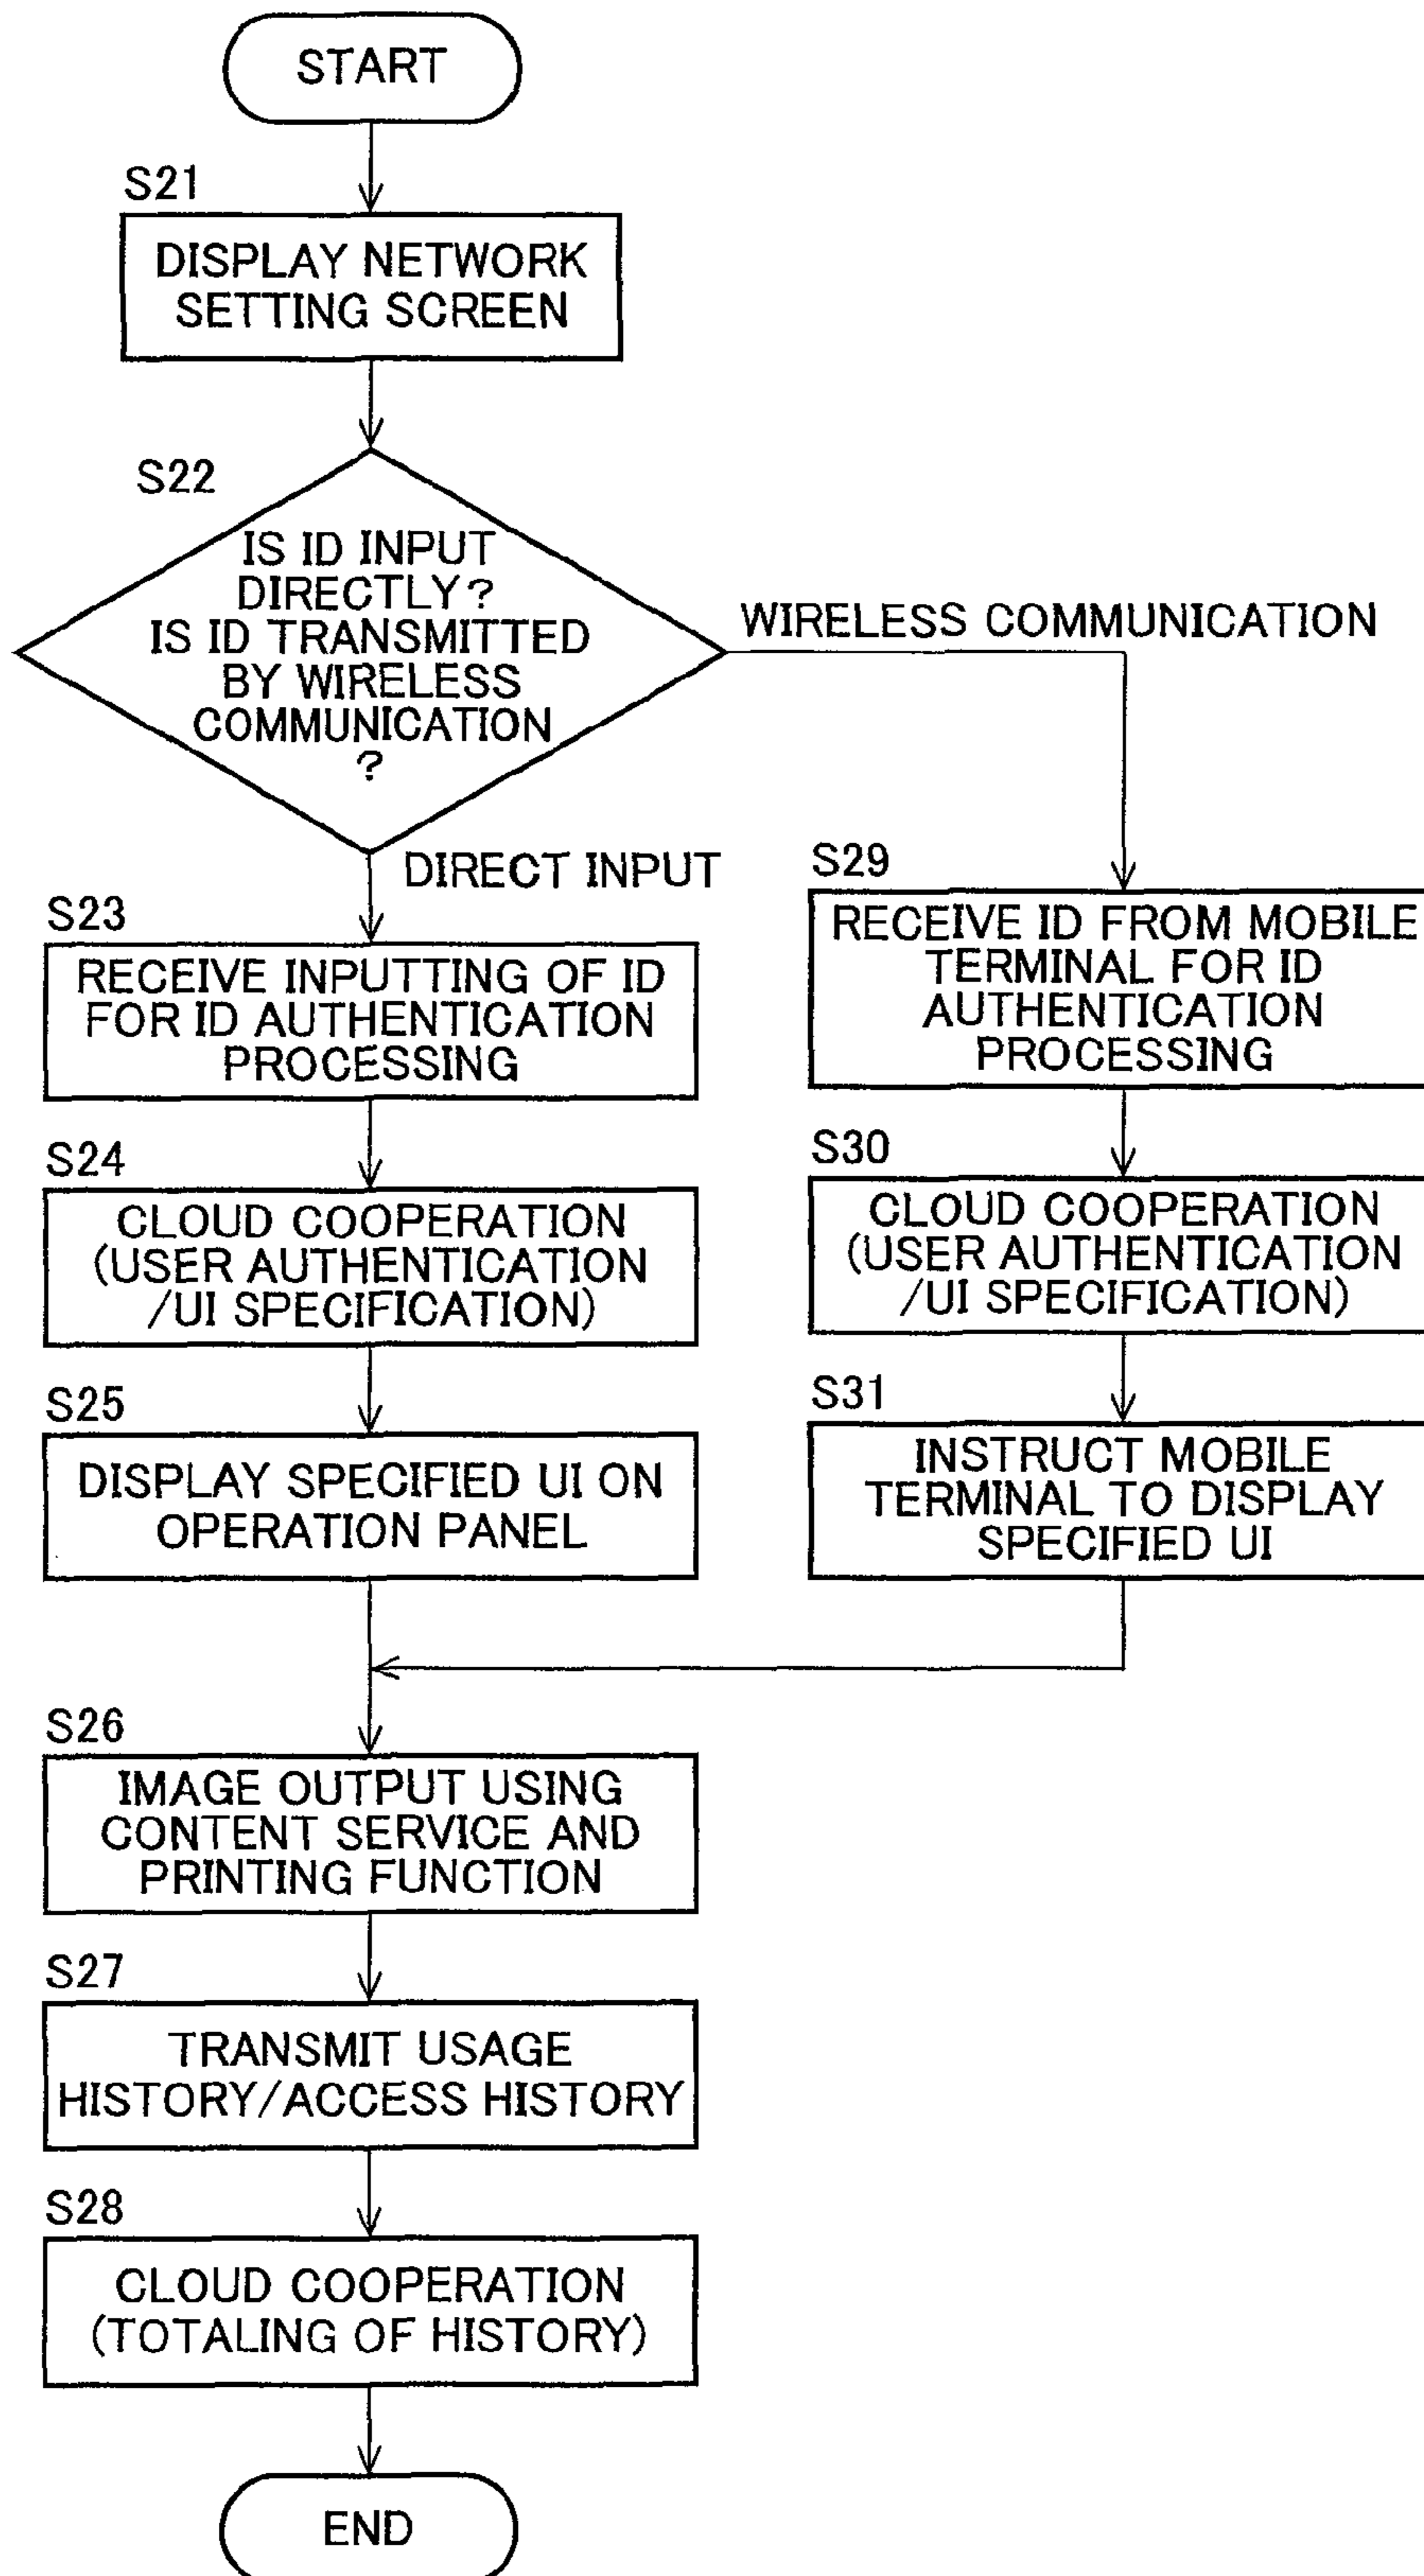 START
S21
DISPLAY NETWORK
SETTING SCREEN
S22
IS ID INPUT
DIRECTLY?
IS ID TRANSMITTED
BY WIRELESS
COMMUNICATION
?
WIRELESS COMMUNICATION
DIRECT INPUT
S23
RECEIVE INPUTTING OF ID
FOR ID AUTHENTICATION
PROCESSING
S24
CLOUD COOPERATION
(USER AUTHENTICATION
/UI SPECIFICATION)
S25
DISPLAY SPECIFIED UI ON
OPERATION PANEL
S29
RECEIVE ID FROM MOBILE
TERMINAL FOR ID
AUTHENTICATION
PROCESSING
S30
CLOUD COOPERATION
(USER AUTHENTICATION
/UI SPECIFICATION)
S31
INSTRUCT MOBILE
TERMINAL TO DISPLAY
SPECIFIED UI
S26
IMAGE OUTPUT USING
CONTENT SERVICE AND
PRINTING FUNCTION
S27
TRANSMIT USAGE
HISTORY/ACCESS HISTORY
S28
CLOUD COOPERATION
(TOTALING OF HISTORY)
END